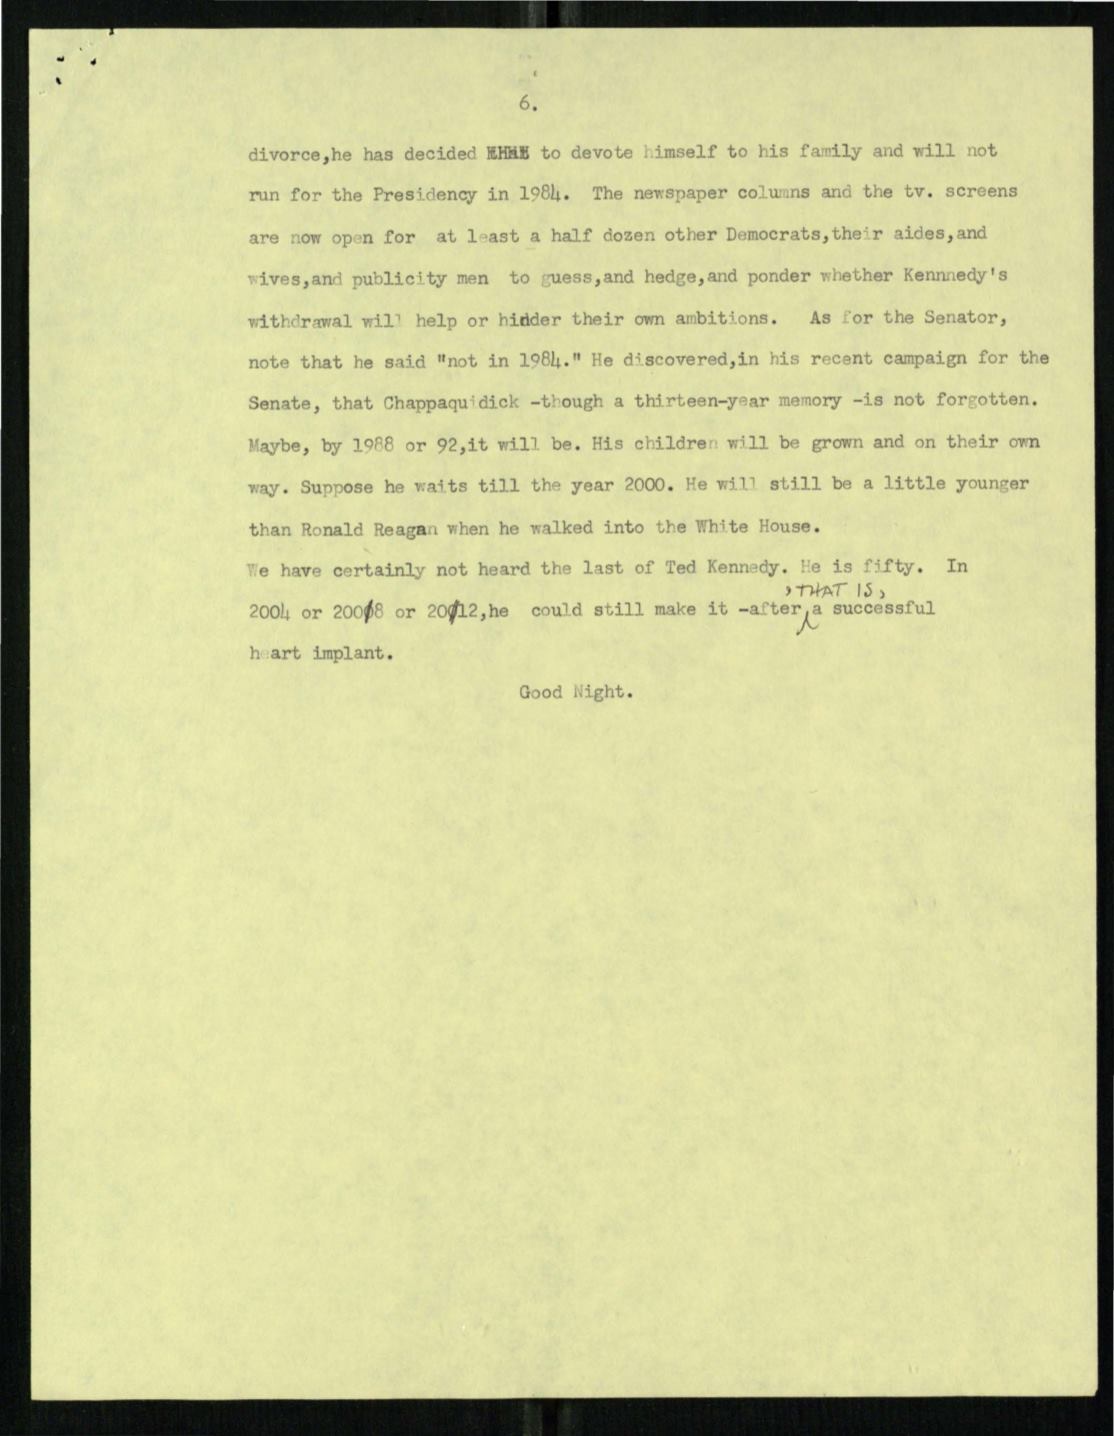 6.
divorce,he has decided to devote himself to his family and will not
run for the Presidency in 1984. The newspaper columns and the tv. screens
are now open for at least a half dozen other Democrats,their aides,and
wives,and publicity men to guess,and hedge,and ponder whether Kennnedy's
withdrawal will help or hinder their own ambitions. As for the Senator,
note that he said "not in 1984." He discovered,in his recent campaign for the
Senate, that Chappaquidick -though a thirteen-year memory -is not forgotten.
Maybe, by 1988 or 92,it will be. His children will be grown and on their own
way. Suppose he waits till the year 2000. He will still be a little younger
than Ronald Reagan when he walked into the White House.
We have certainly not heard the last of Ted Kennedy. He is fifty. In
, THAT IS,
2004 or 2008 or 2012,he could still make it -after a successful
heart implant.
Good Night.